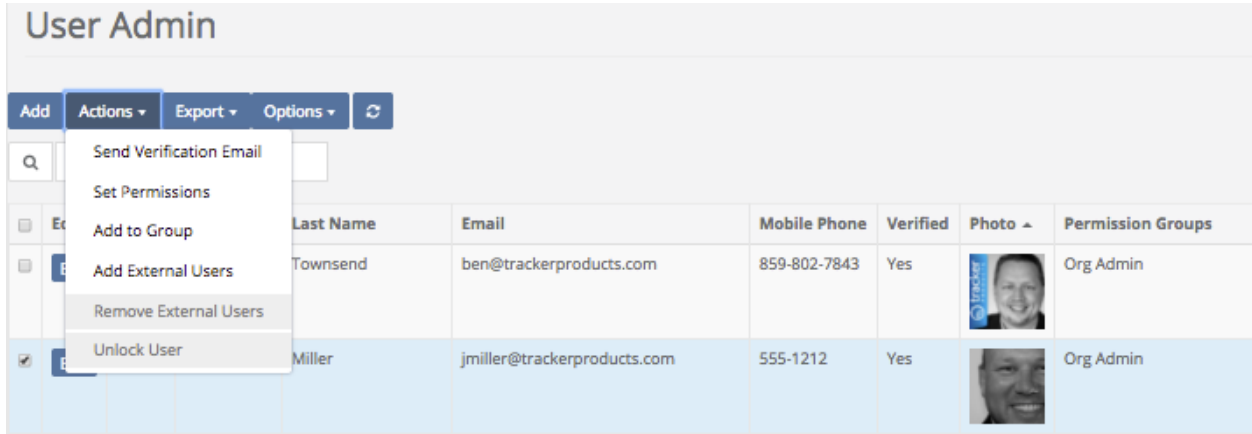 User Admin
Add Actions Export Options
Send Verification Email
Set Permissions
Add to Group
Add External Users
Remove External Users
Unlock User
Last Name Email Mobile Phone Verified Photo Permission Groups
Townsend ben@trackerproducts.com 859-802-7843 Yes Org Admin
tracker
Miller jmiller@trackerproducts.com 555-1212 Yes Org Admin